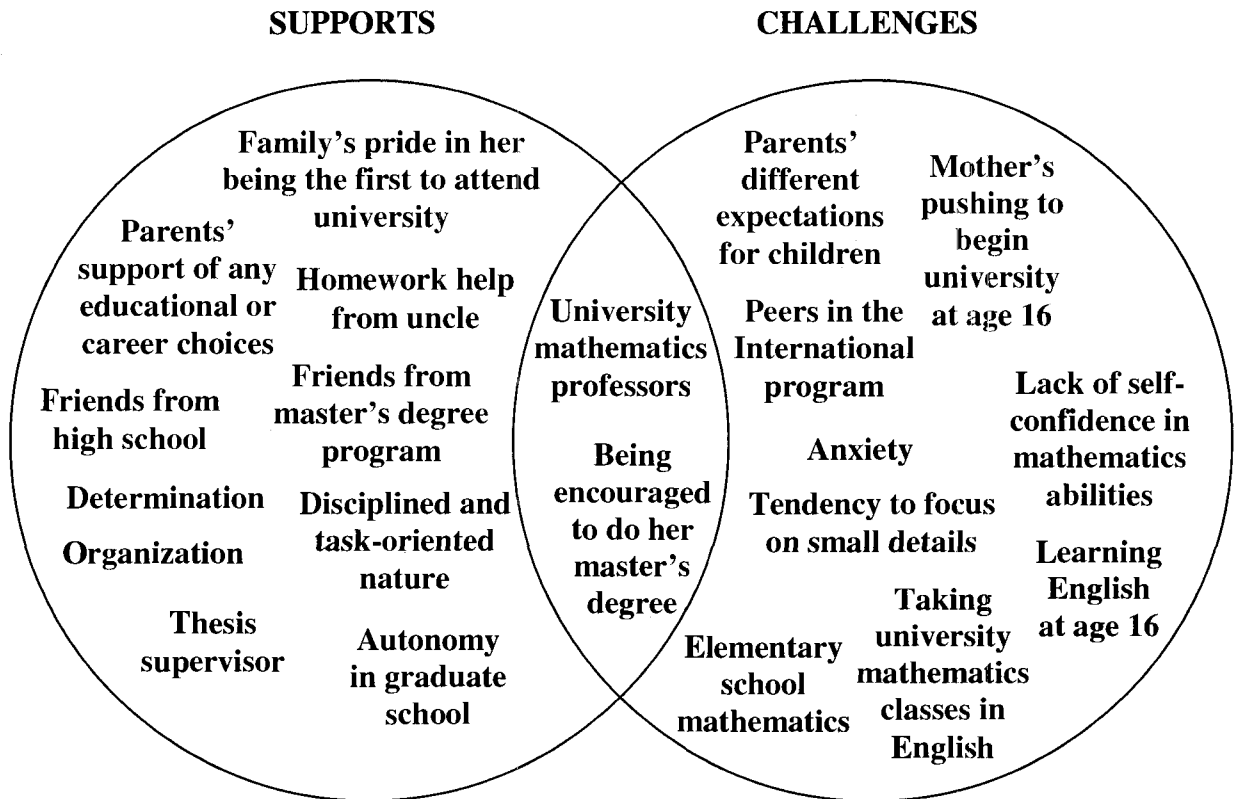 SUPPORTS
CHALLENGES
Family's pride in her
being the first to attend
university
Parents'
support of any
educational or
career choices
Homework help
from uncle
Friends from
high school
Friends from
master's degree
program
Determination
Organization
Disciplined and
task-oriented
nature
Thesis
supervisor
Autonomy
in graduate
school
University
mathematics
professors
Being
encouraged
to do her
master's
degree
Parents'
different
expectations
for children
Mother's
pushing to
begin
university
at age 16
Peers in the
International
program
Lack of self-
confidence in
mathematics
abilities
Anxiety
Tendency to focus
on small details
Learning
English
at age 16
Elementary
school
mathematics
Taking
university
mathematics
classes in
English